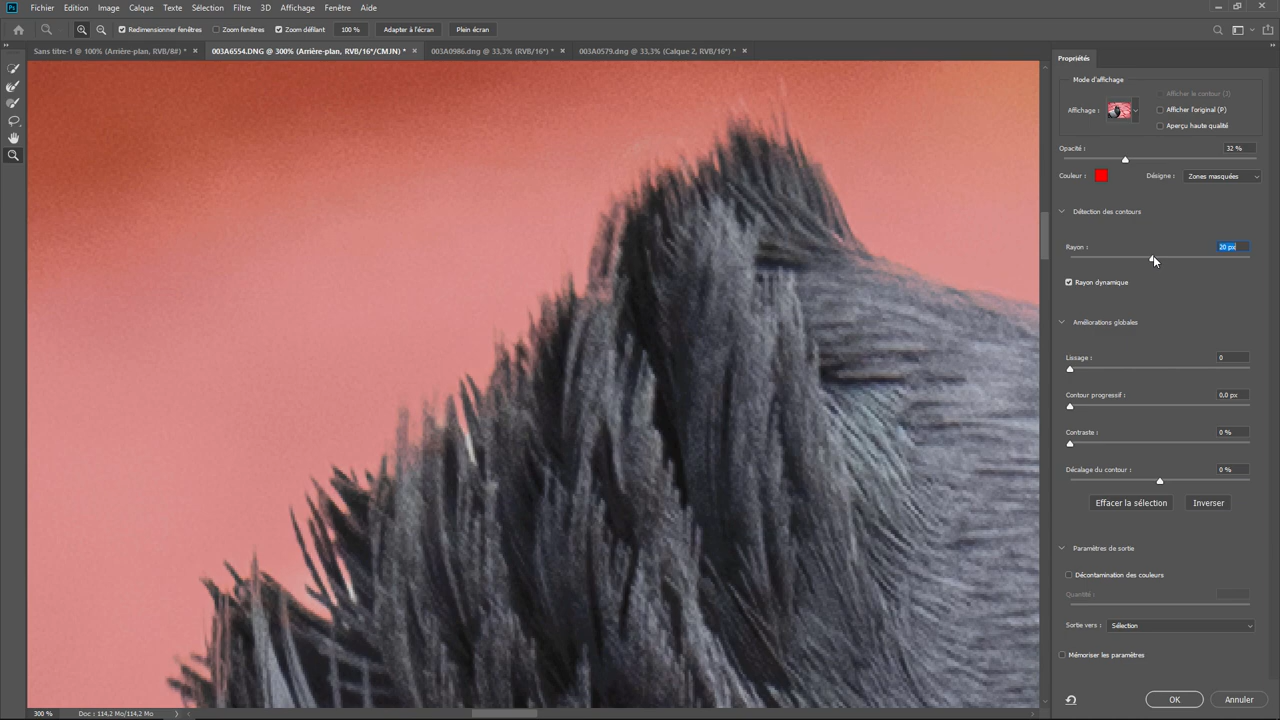 Fichier Edition Image Calque Texte Sélection Filtre 3D Affichage Fenêtre Aide
Redimensionner fenêtres Zoom fenêtres Zoom défilant 100 % Adapter à l'écran Plein écran
Sans titre-1 @ 100% (Arrière-plan, RVB/8#) * × 003A6554.DNG @ 300% (Arrière-plan, RVB/16*/CMJN) * × 003A0986.dng @ 33,3% (RVB/16*) * × 003A0579.dng @ 33,3% (Calque 2, RVB/16*) * ×
Propriétés
Mode d'affichage
Afficher le contour (J)
Affichage :
Afficher l'original (P)
Aperçu haute qualité
Opacité : 32 %
Couleur : Désigne : Zones masquées
Détection des contours
Rayon : 20 px
Rayon dynamique
Améliorations globales
Lissage : 0
Contour progressif : 0,0 px
Contraste : 0 %
Décalage du contour : 0 %
Effacer la sélection Inverser
Paramètres de sortie
Décontamination des couleurs
Quantité :
Sortie vers : Sélection
Mémoriser les paramètres
OK Annuler
300 % Doc : 114,2 Mo/114,2 Mo